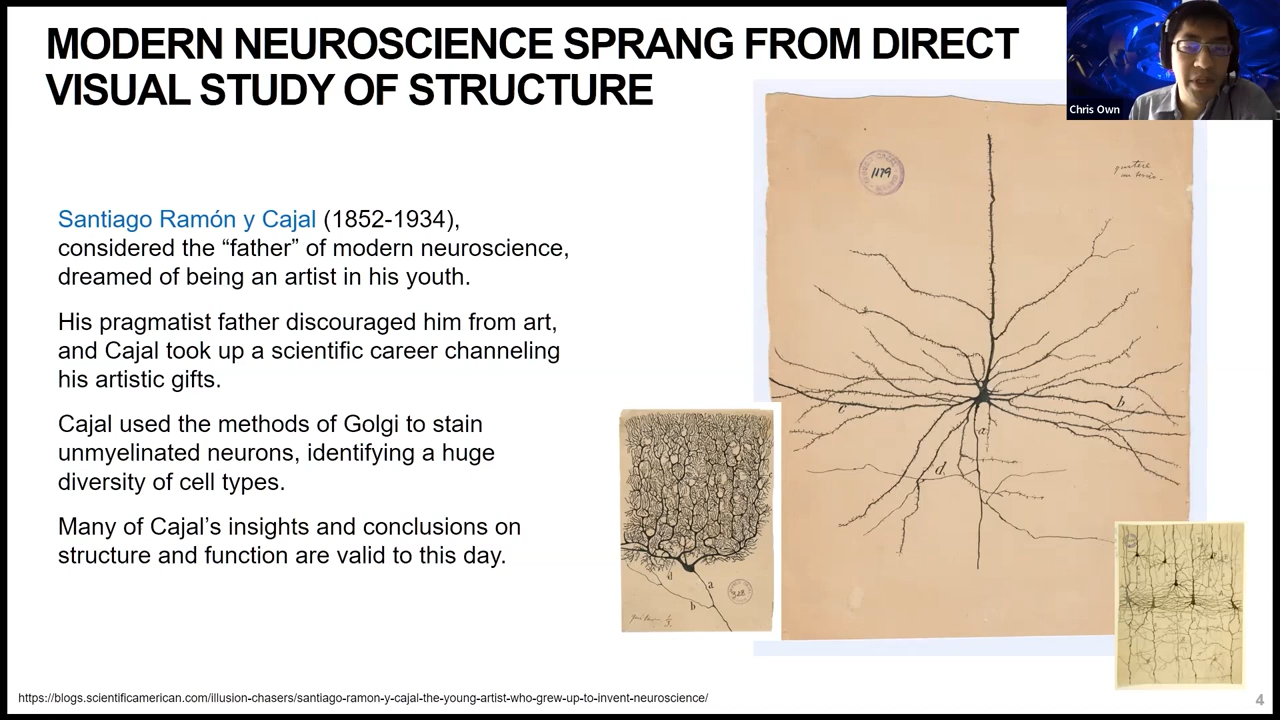 MODERN NEUROSCIENCE SPRANG FROM DIRECT
VISUAL STUDY OF STRUCTURE
Chris Own
Santiago Ramón y Cajal (1852-1934),
considered the “father” of modern neuroscience,
dreamed of being an artist in his youth.
His pragmatist father discouraged him from art,
and Cajal took up a scientific career channeling
his artistic gifts.
Cajal used the methods of Golgi to stain
unmyelinated neurons, identifying a huge
diversity of cell types.
Many of Cajal’s insights and conclusions on
structure and function are valid to this day.
1179
c
b
a
d
d
a
b
328
https://blogs.scientificamerican.com/illusion-chasers/santiago-ramon-y-cajal-the-young-artist-who-grew-up-to-invent-neuroscience/
4